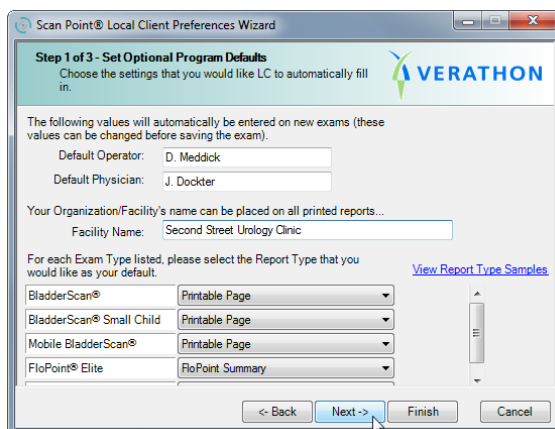 Scan Point® Local Client Preferences Wizard
Step 1 of 3 - Set Optional Program Defaults
Choose the settings that you would like LC to automatically fill
in.
VERATHON
The following values will automatically be entered on new exams (these
values can be changed before saving the exam).
Default Operator: D. Meddick
Default Physician: J. Dockter
Your Organization/Facility's name can be placed on all printed reports...
Facility Name: Second Street Urology Clinic
For each Exam Type listed, please select the Report Type that you
would like as your default.
View Report Type Samples
BladderScan® Printable Page
BladderScan® Small Child Printable Page
Mobile BladderScan® Printable Page
FloPoint® Elite FloPoint Summary
<- Back Next -> Finish Cancel